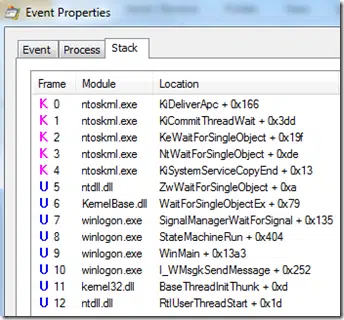 Event Properties
Event Process Stack
Frame Module Location
K 0 ntoskrnl.exe KiDeliverApc + 0x166
K 1 ntoskrnl.exe KiCommitThreadWait + 0x3dd
K 2 ntoskrnl.exe KeWaitForSingleObject + 0x19f
K 3 ntoskrnl.exe NtWaitForSingleObject + 0xde
K 4 ntoskrnl.exe KiSystemServiceCopyEnd + 0x13
U 5 ntdll.dll ZwWaitForSingleObject + 0xa
U 6 KernelBase.dll WaitForSingleObjectEx + 0x79
U 7 winlogon.exe SignalManagerWaitForSignal + 0x135
U 8 winlogon.exe StateMachineRun + 0x404
U 9 winlogon.exe WinMain + 0x13a3
U 10 winlogon.exe I_WMsgkSendMessage + 0x252
U 11 kernel32.dll BaseThreadInitThunk + 0xd
U 12 ntdll.dll RtlUserThreadStart + 0x1d